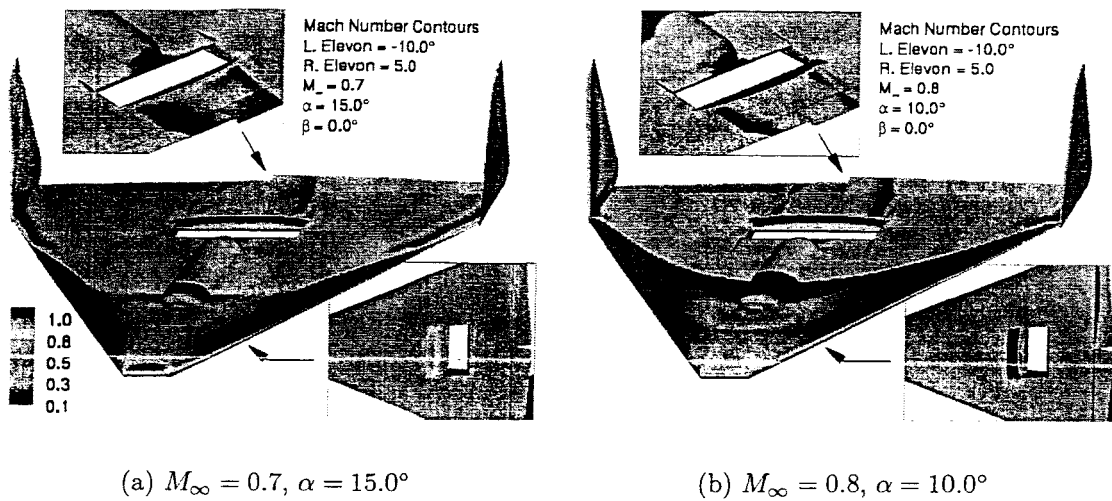 Mach Number Contours
L. Elevon = -10.0°
R. Elevon = 5.0
M_ = 0.7
α = 15.0°
β = 0.0°
Mach Number Contours
L. Elevon = -10.0°
R. Elevon = 5.0
M_ = 0.8
α = 10.0°
β = 0.0°
1.0
0.8
0.5
0.3
0.1
(a) M∞ = 0.7, α = 15.0°
(b) M∞ = 0.8, α = 10.0°